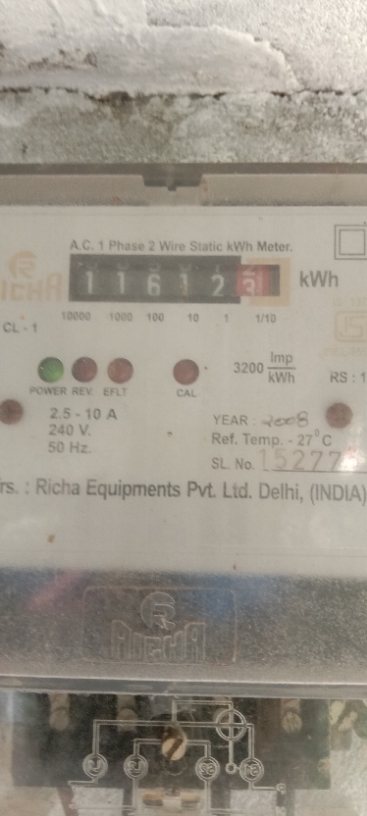 A.C. 1 Phase 2 Wire Static kWh Meter.
RICHA
1 1 6 1 2 3 kWh
10000 1000 100 10 1 1/10
CL - 1
3200 Imp/kWh
POWER REV. EFLT CAL
RS : 1
2.5 - 10 A
240 V.
50 Hz.
YEAR : 2008
Ref. Temp. - 27°C
SL. No. 15277
rs. : Richa Equipments Pvt. Ltd. Delhi, (INDIA)
RICHA